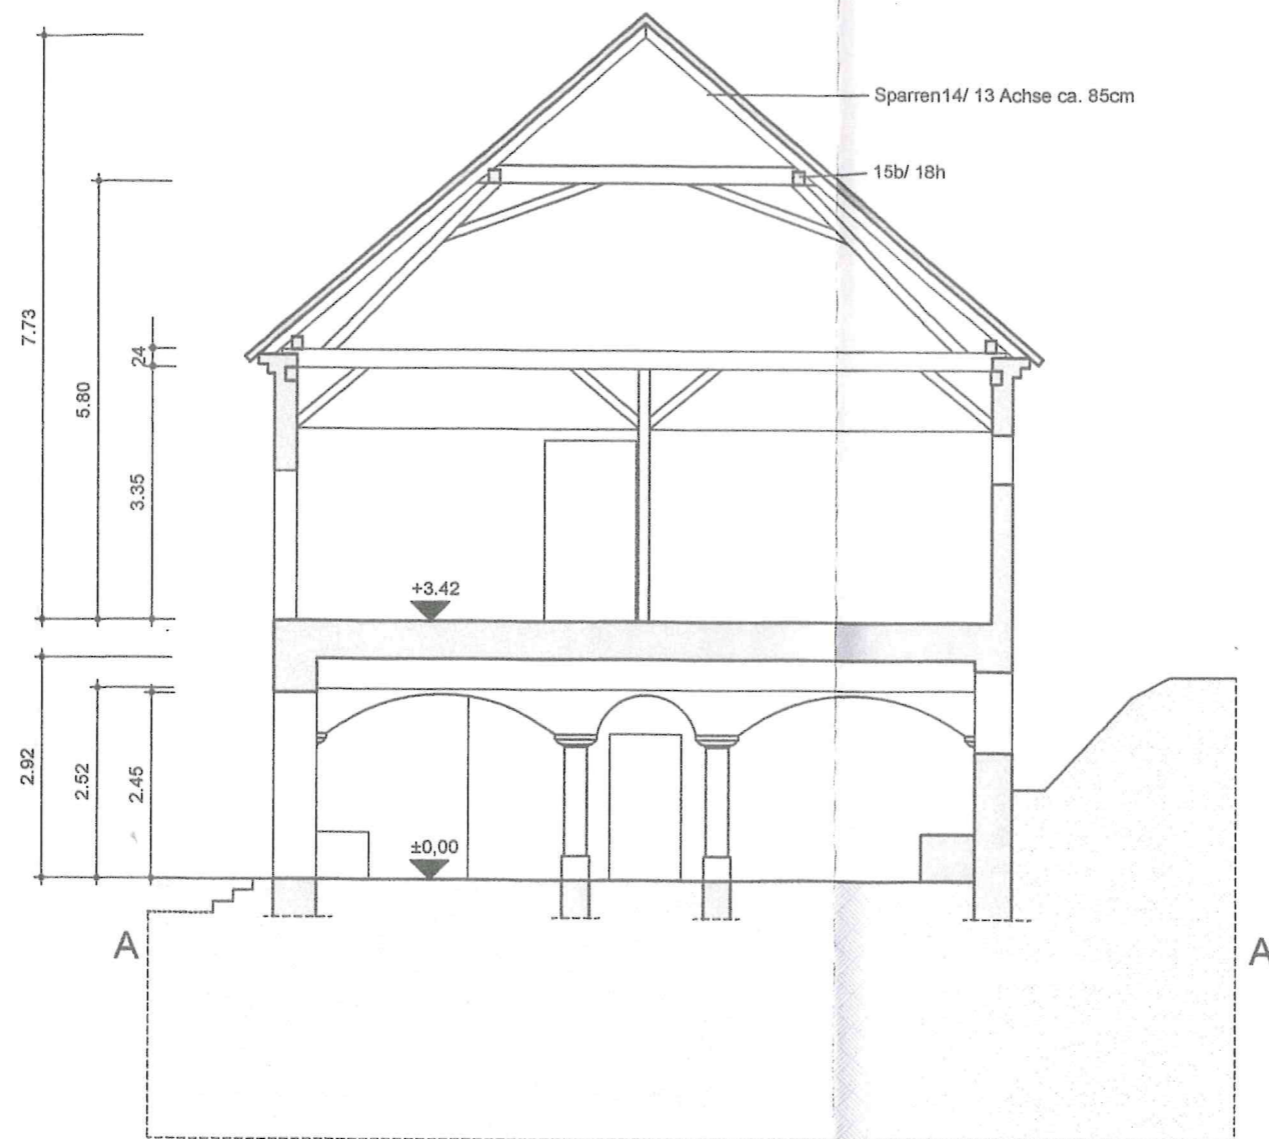 Sparren14/ 13 Achse ca. 85cm
15b/ 18h
7.73
5.80
24
3.35
+3.42
2.92
2.52
2.45
±0,00
A
A